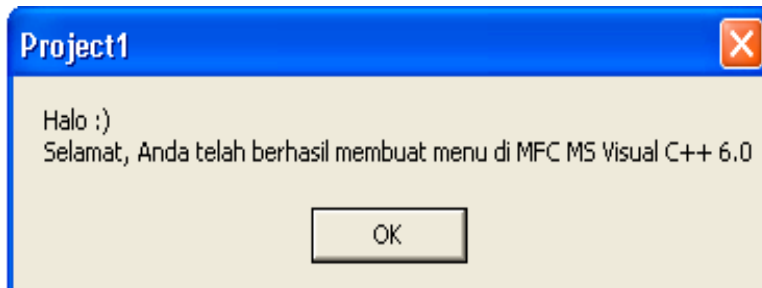 Project1
Halo :)
Selamat, Anda telah berhasil membuat menu di MFC MS Visual C++ 6.0
OK